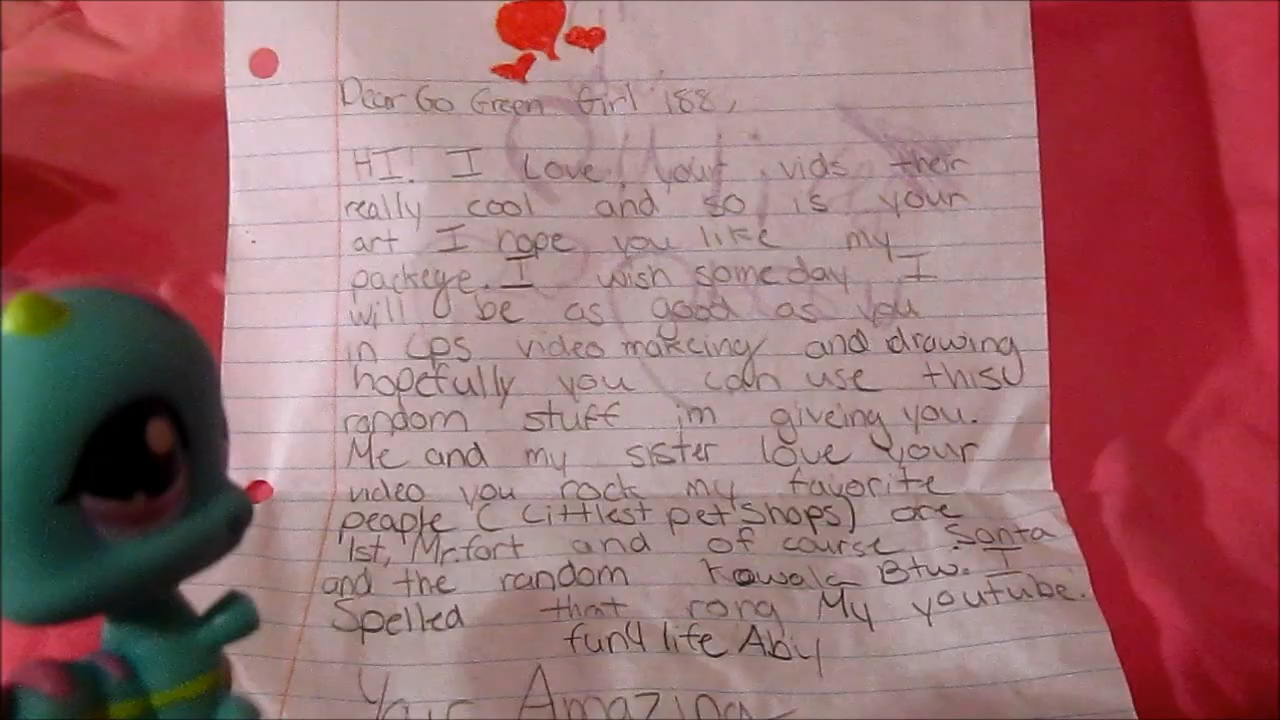 Dear Go Green Girl 188,
HI! I Love your vids their
really cool and so is your
art I hope you like my
packege. I wish someday I
will be as good as you
in Lps video makeing and drawing
hopefully you can use this
random stuff im giveing you.
Me and my sister love your
video you rock my favorite
people (Littlest pet shops) are
1st, Mr.fort and of course Santa
and the random Kowala Btw. I
Spelled that rong My youtube.
funy life Aby
Your Amazing